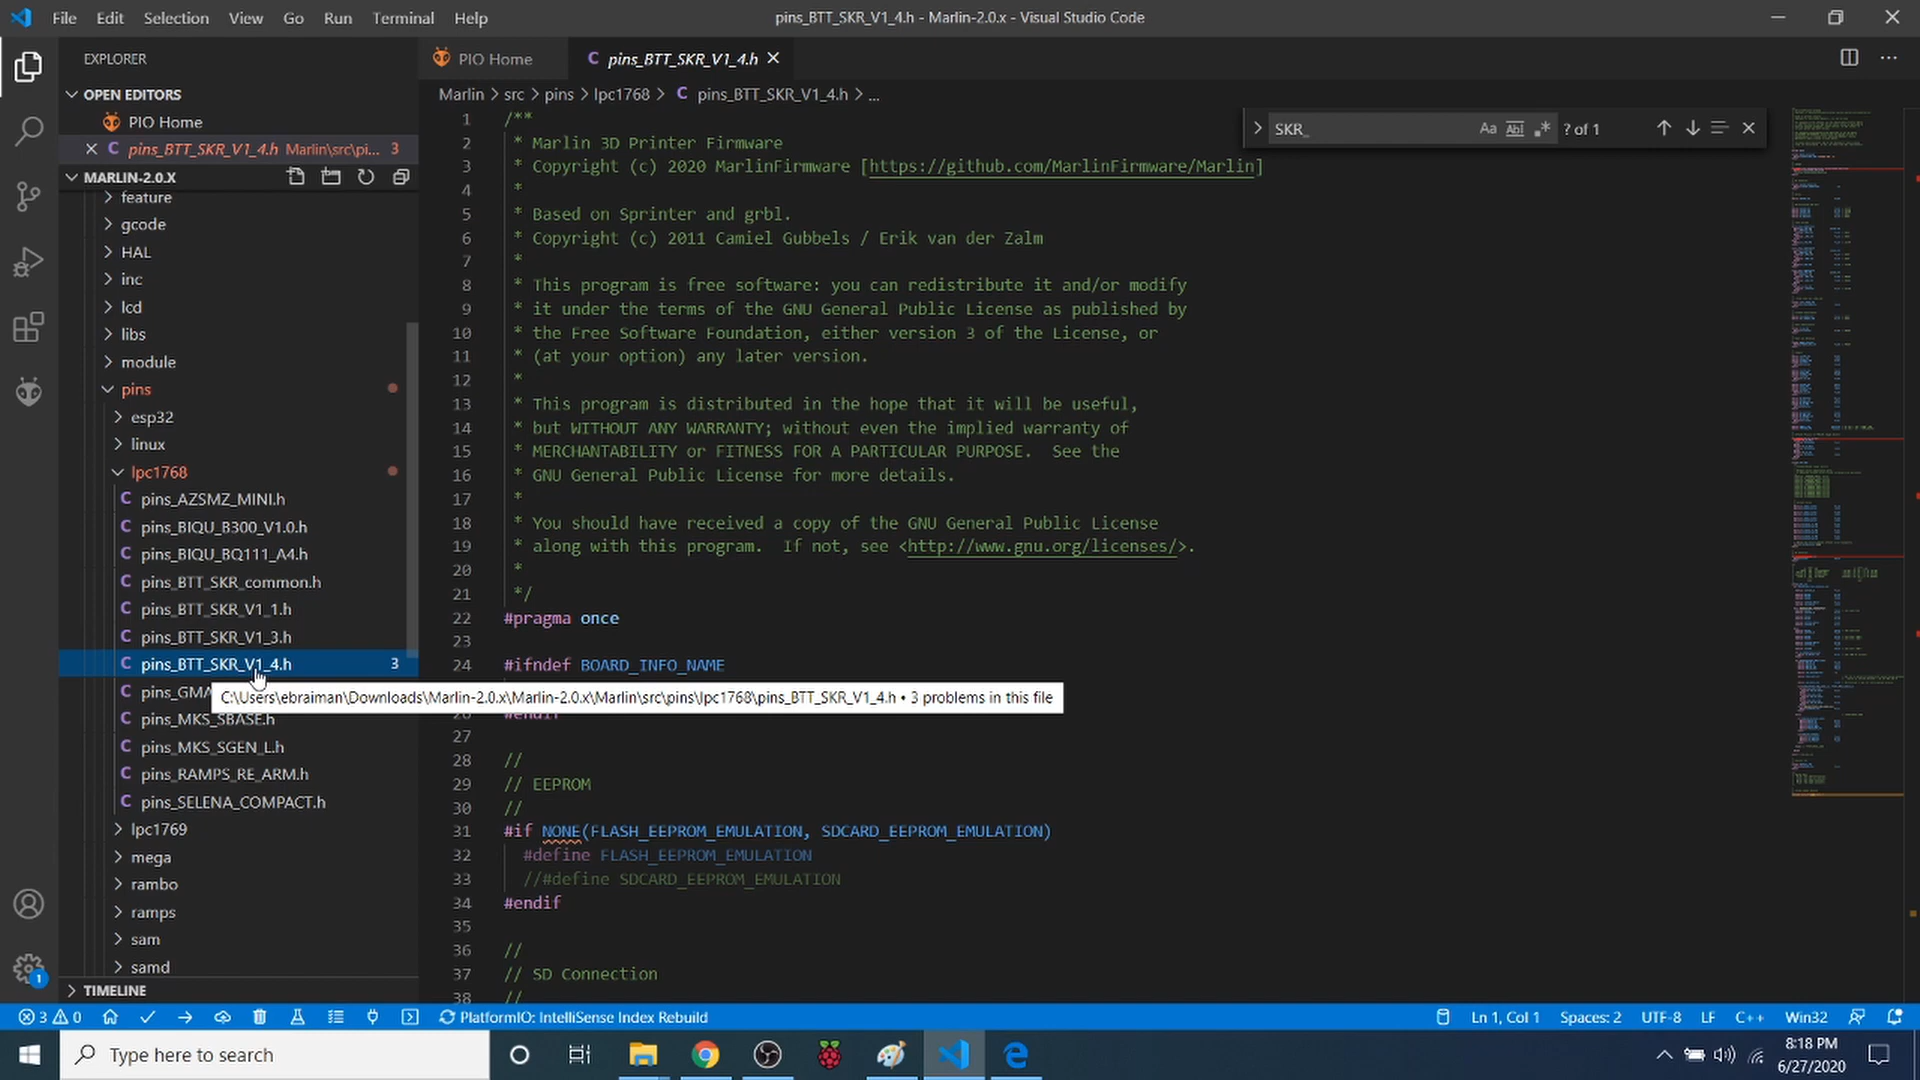 File Edit Selection View Go Run Terminal Help
pins_BTT_SKR_V1_4.h - Marlin-2.0.x - Visual Studio Code
EXPLORER
OPEN EDITORS
PIO Home
pins_BTT_SKR_V1_4.h Marlin\src\pi... 3
MARLIN-2.0.X
feature
gcode
HAL
inc
lcd
libs
module
pins
esp32
linux
lpc1768
pins_AZSMZ_MINI.h
pins_BIQU_B300_V1.0.h
pins_BIQU_BQ111_A4.h
pins_BTT_SKR_common.h
pins_BTT_SKR_V1_1.h
pins_BTT_SKR_V1_3.h
pins_BTT_SKR_V1_4.h 3
pins_GMA
pins_MKS_SBASE.h
pins_MKS_SGEN_L.h
pins_RAMPS_RE_ARM.h
pins_SELENA_COMPACT.h
lpc1769
mega
rambo
ramps
sam
samd
TIMELINE
PIO Home
pins_BTT_SKR_V1_4.h
Marlin > src > pins > lpc1768 > C pins_BTT_SKR_V1_4.h > ...
SKR_ Aa Abl .* ? of 1
1 /**
2 * Marlin 3D Printer Firmware
3 * Copyright (c) 2020 MarlinFirmware [https://github.com/MarlinFirmware/Marlin]
4 *
5 * Based on Sprinter and grbl.
6 * Copyright (c) 2011 Camiel Gubbels / Erik van der Zalm
7 *
8 * This program is free software: you can redistribute it and/or modify
9 * it under the terms of the GNU General Public License as published by
10 * the Free Software Foundation, either version 3 of the License, or
11 * (at your option) any later version.
12 *
13 * This program is distributed in the hope that it will be useful,
14 * but WITHOUT ANY WARRANTY; without even the implied warranty of
15 * MERCHANTABILITY or FITNESS FOR A PARTICULAR PURPOSE.  See the
16 * GNU General Public License for more details.
17 *
18 * You should have received a copy of the GNU General Public License
19 * along with this program.  If not, see <http://www.gnu.org/licenses/>.
20 *
21 */
22 #pragma once
23
24 #ifndef BOARD_INFO_NAME
C:\Users\ebraiman\Downloads\Marlin-2.0.x\Marlin-2.0.x\Marlin\src\pins\lpc1768\pins_BTT_SKR_V1_4.h • 3 problems in this file
26 #endif
27
28 //
29 // EEPROM
30 //
31 #if NONE(FLASH_EEPROM_EMULATION, SDCARD_EEPROM_EMULATION)
32 #define FLASH_EEPROM_EMULATION
33 //#define SDCARD_EEPROM_EMULATION
34 #endif
35
36 //
37 // SD Connection
38 //
3 0 PlatformIO: IntelliSense Index Rebuild Ln 1, Col 1 Spaces: 2 UTF-8 LF C++ Win32
1
Type here to search
8:18 PM
6/27/2020